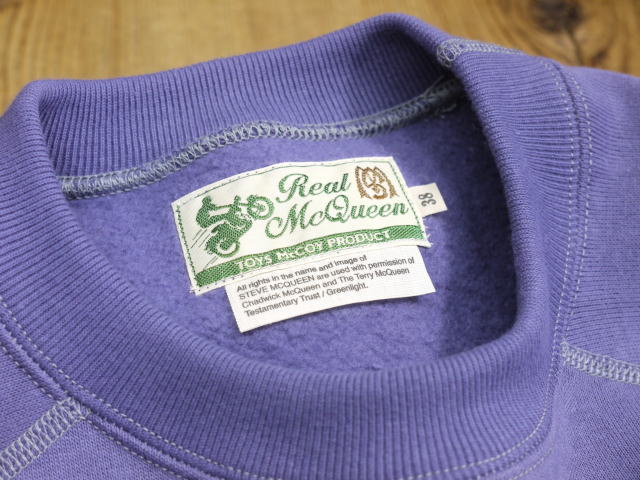 Real
McQueen
TOYS McCOY PRODUCT
38
All rights in the name and image of
STEVE MCQUEEN are used with permission of
Chadwick McQueen and The Terry McQueen
Testamentary Trust / Greenlight.